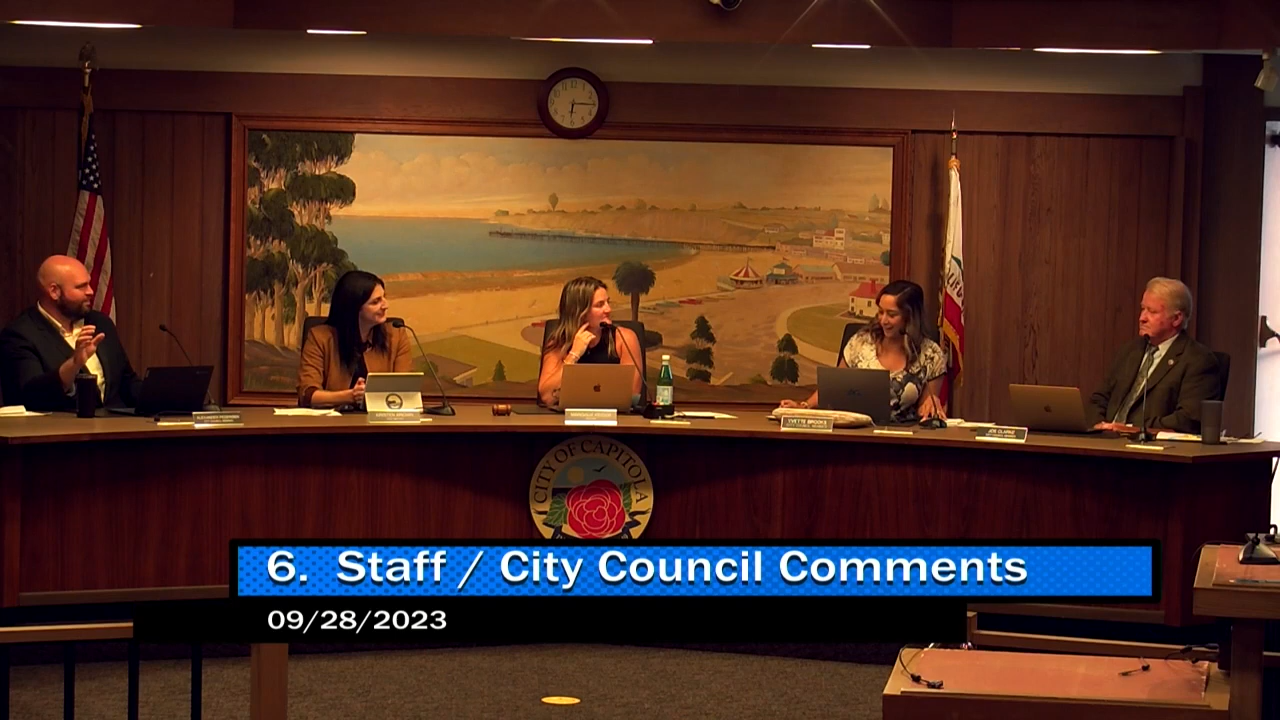 CITY OF CAPITOLA
YVETTE BROOKS
JOE CLARKE
6. Staff / City Council Comments
09/28/2023